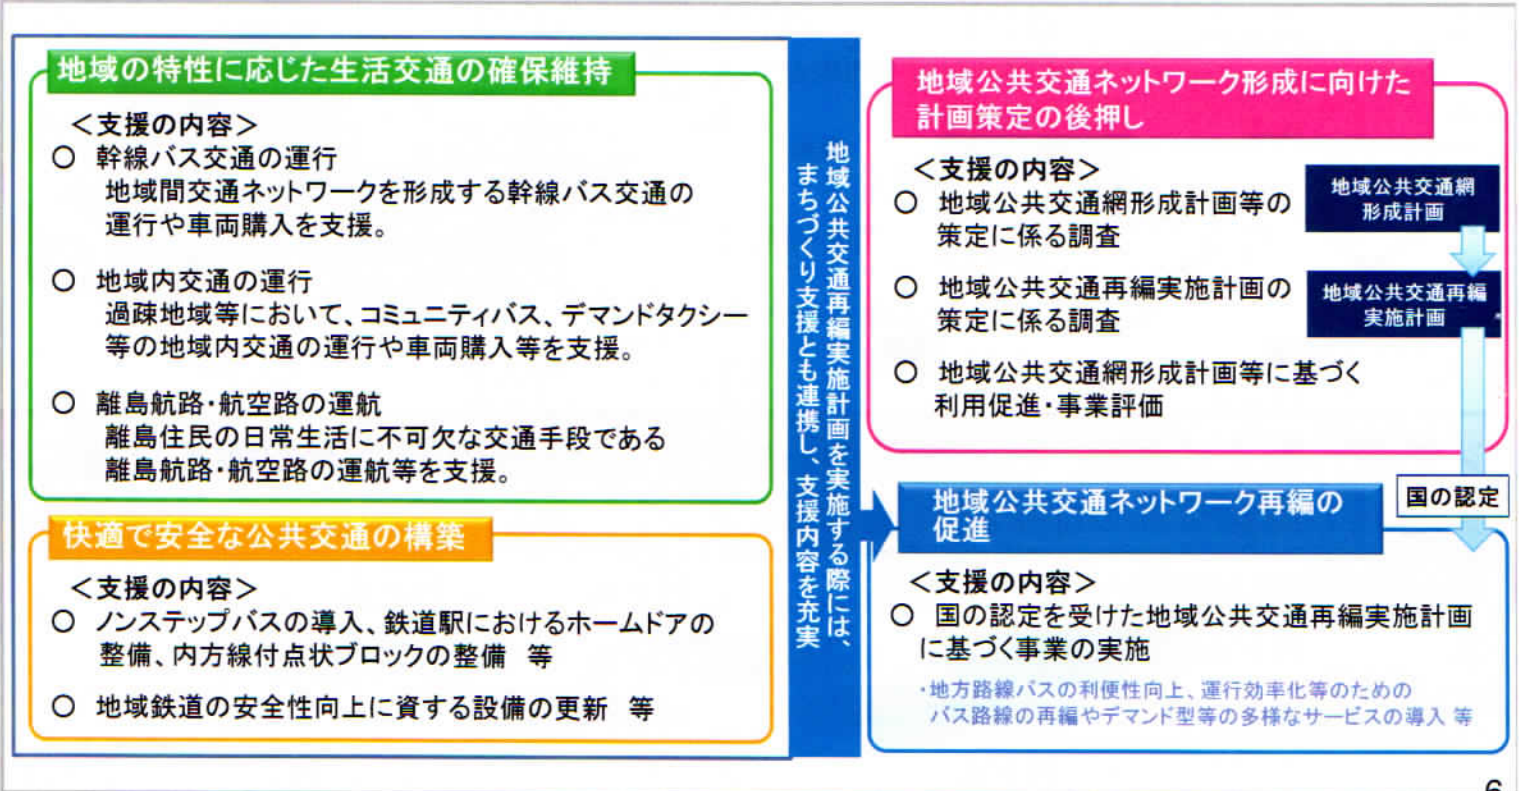 地域の特性に応じた生活交通の確保維持
＜支援の内容＞
○ 幹線バス交通の運行
地域間交通ネットワークを形成する幹線バス交通の
運行や車両購入を支援。
○ 地域内交通の運行
過疎地域等において、コミュニティバス、デマンドタクシー
等の地域内交通の運行や車両購入等を支援。
○ 離島航路・航空路の運航
離島住民の日常生活に不可欠な交通手段である
離島航路・航空路の運航等を支援。
快適で安全な公共交通の構築
＜支援の内容＞
○ ノンステップバスの導入、鉄道駅におけるホームドアの
整備、内方線付点状ブロックの整備　等
○ 地域鉄道の安全性向上に資する設備の更新　等
地域公共交通再編実施計画を実施する際には、
まちづくり支援とも連携し、支援内容を充実
地域公共交通ネットワーク形成に向けた
計画策定の後押し
＜支援の内容＞
○ 地域公共交通網形成計画等の
策定に係る調査
○ 地域公共交通再編実施計画の
策定に係る調査
○ 地域公共交通網形成計画等に基づく
利用促進・事業評価
地域公共交通網
形成計画
地域公共交通再編
実施計画
国の認定
地域公共交通ネットワーク再編の
促進
＜支援の内容＞
○ 国の認定を受けた地域公共交通再編実施計画
に基づく事業の実施
・地方路線バスの利便性向上、運行効率化等のための
バス路線の再編やデマンド型等の多様なサービスの導入 等
6